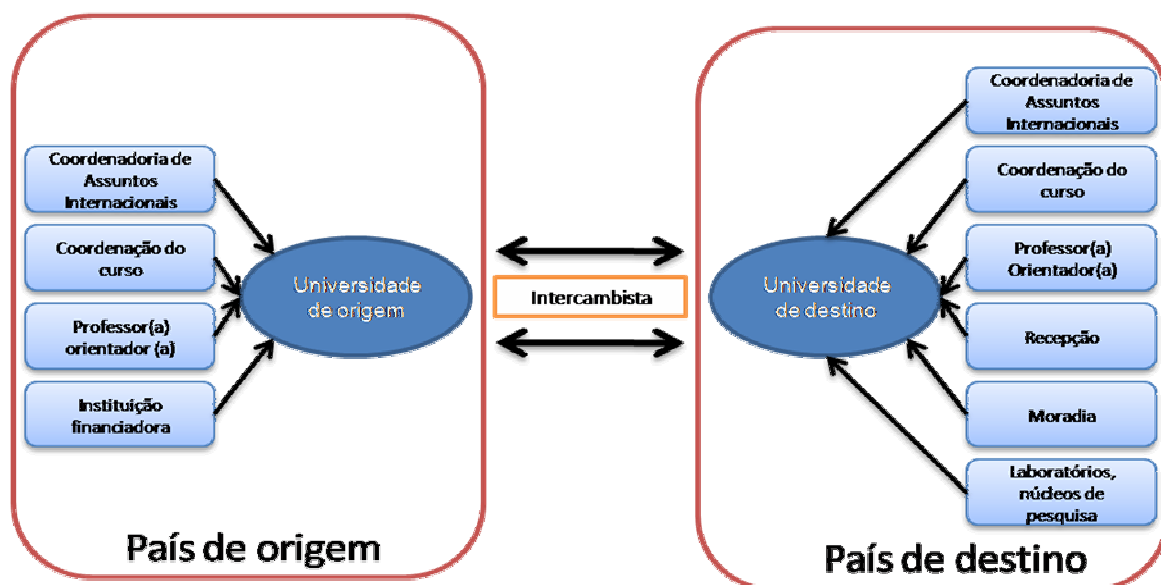 Coordenadoria de
Assuntos
Internacionais
Coordenação do
curso
Professor(a)
orientador (a)
Instituição
financiadora
Universidade
de origem
País de origem
Intercambista
Universidade
de destino
Coordenadoria de
Assuntos
Internacionais
Coordenação do
curso
Professor(a)
Orientador(a)
Recepção
Moradia
Laboratórios,
núcleos de
pesquisa
País de destino